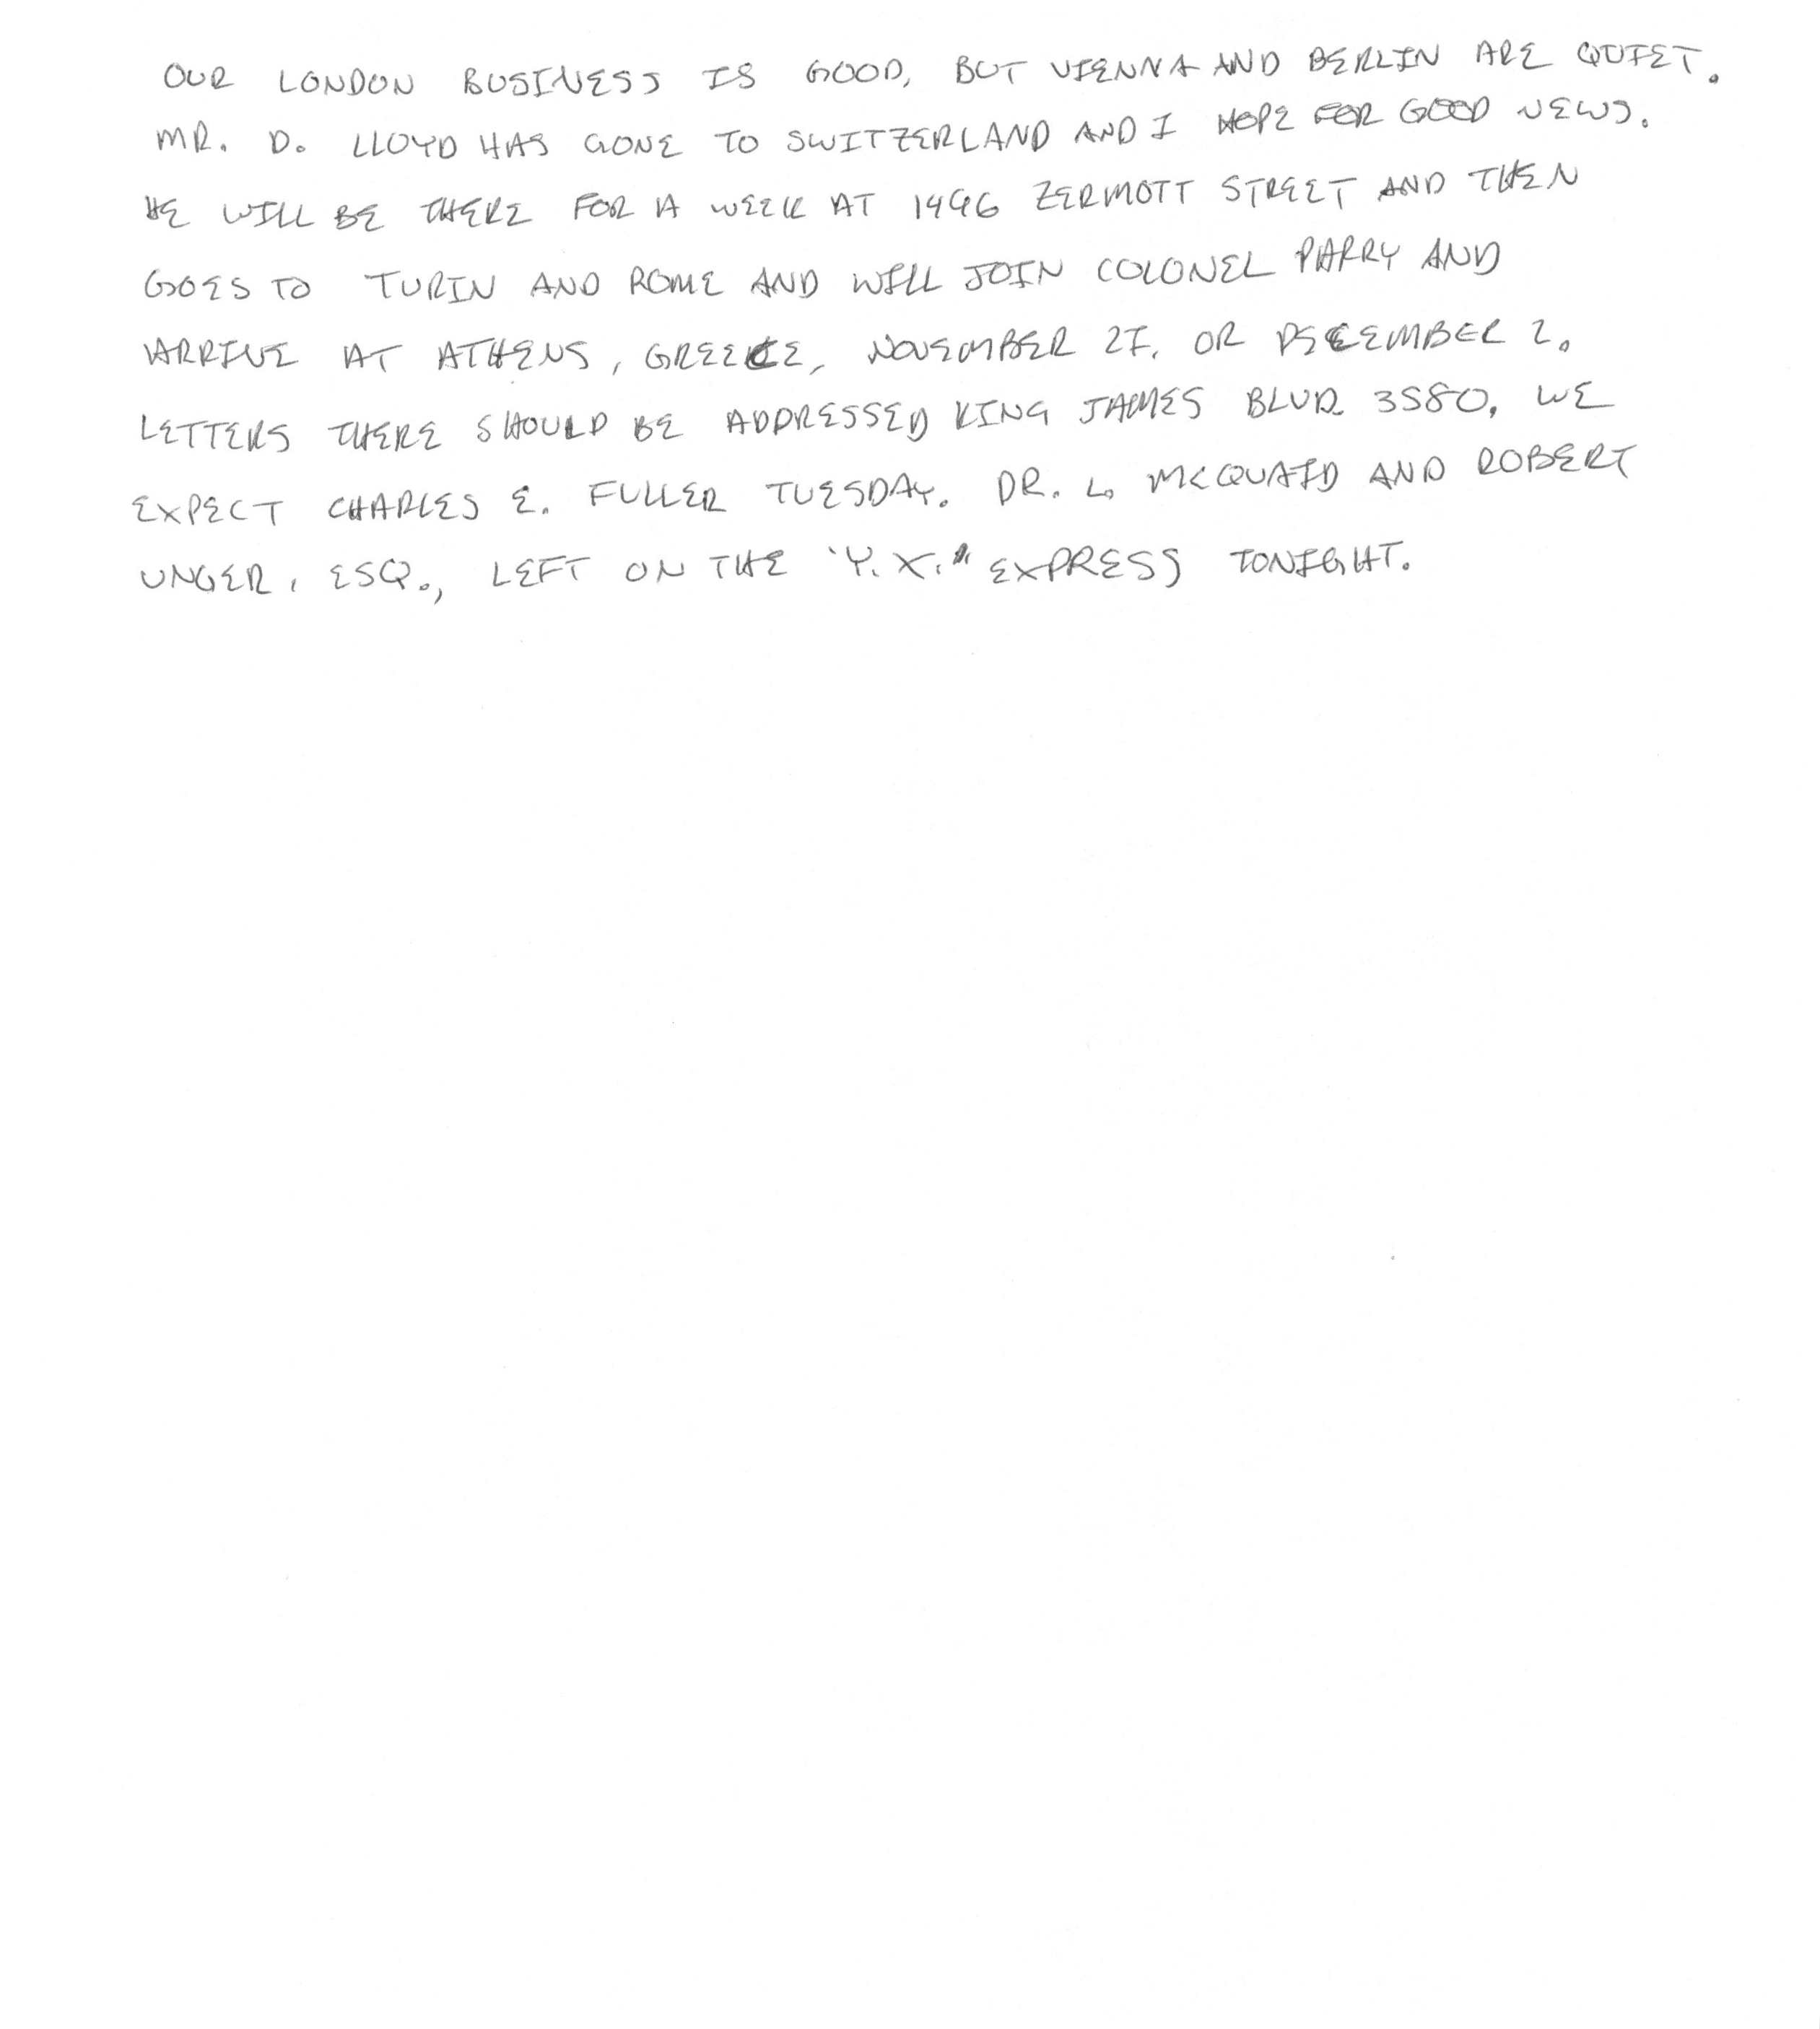 OUR LONDON BUSINESS IS GOOD, BUT VIENNA AND BERLIN ARE QUIET.
MR. D. LLOYD HAS GONE TO SWITZERLAND AND I HOPE FOR GOOD NEWS.
HE WILL BE THERE FOR A WEEK AT 1496 ZERMOTT STREET AND THEN
GOES TO TURIN AND ROME AND WILL JOIN COLONEL PARRY AND
ARRIVE AT ATHENS, GREECE, NOVEMBER 27. OR DECEMBER 2.
LETTERS THERE SHOULD BE ADDRESSED KING JAMES BLVD. 3580. WE
EXPECT CHARLES E. FULLER TUESDAY. DR. L. MCQUAID AND ROBERT
UNGER, ESQ., LEFT ON THE 'Y.X." EXPRESS TONIGHT.